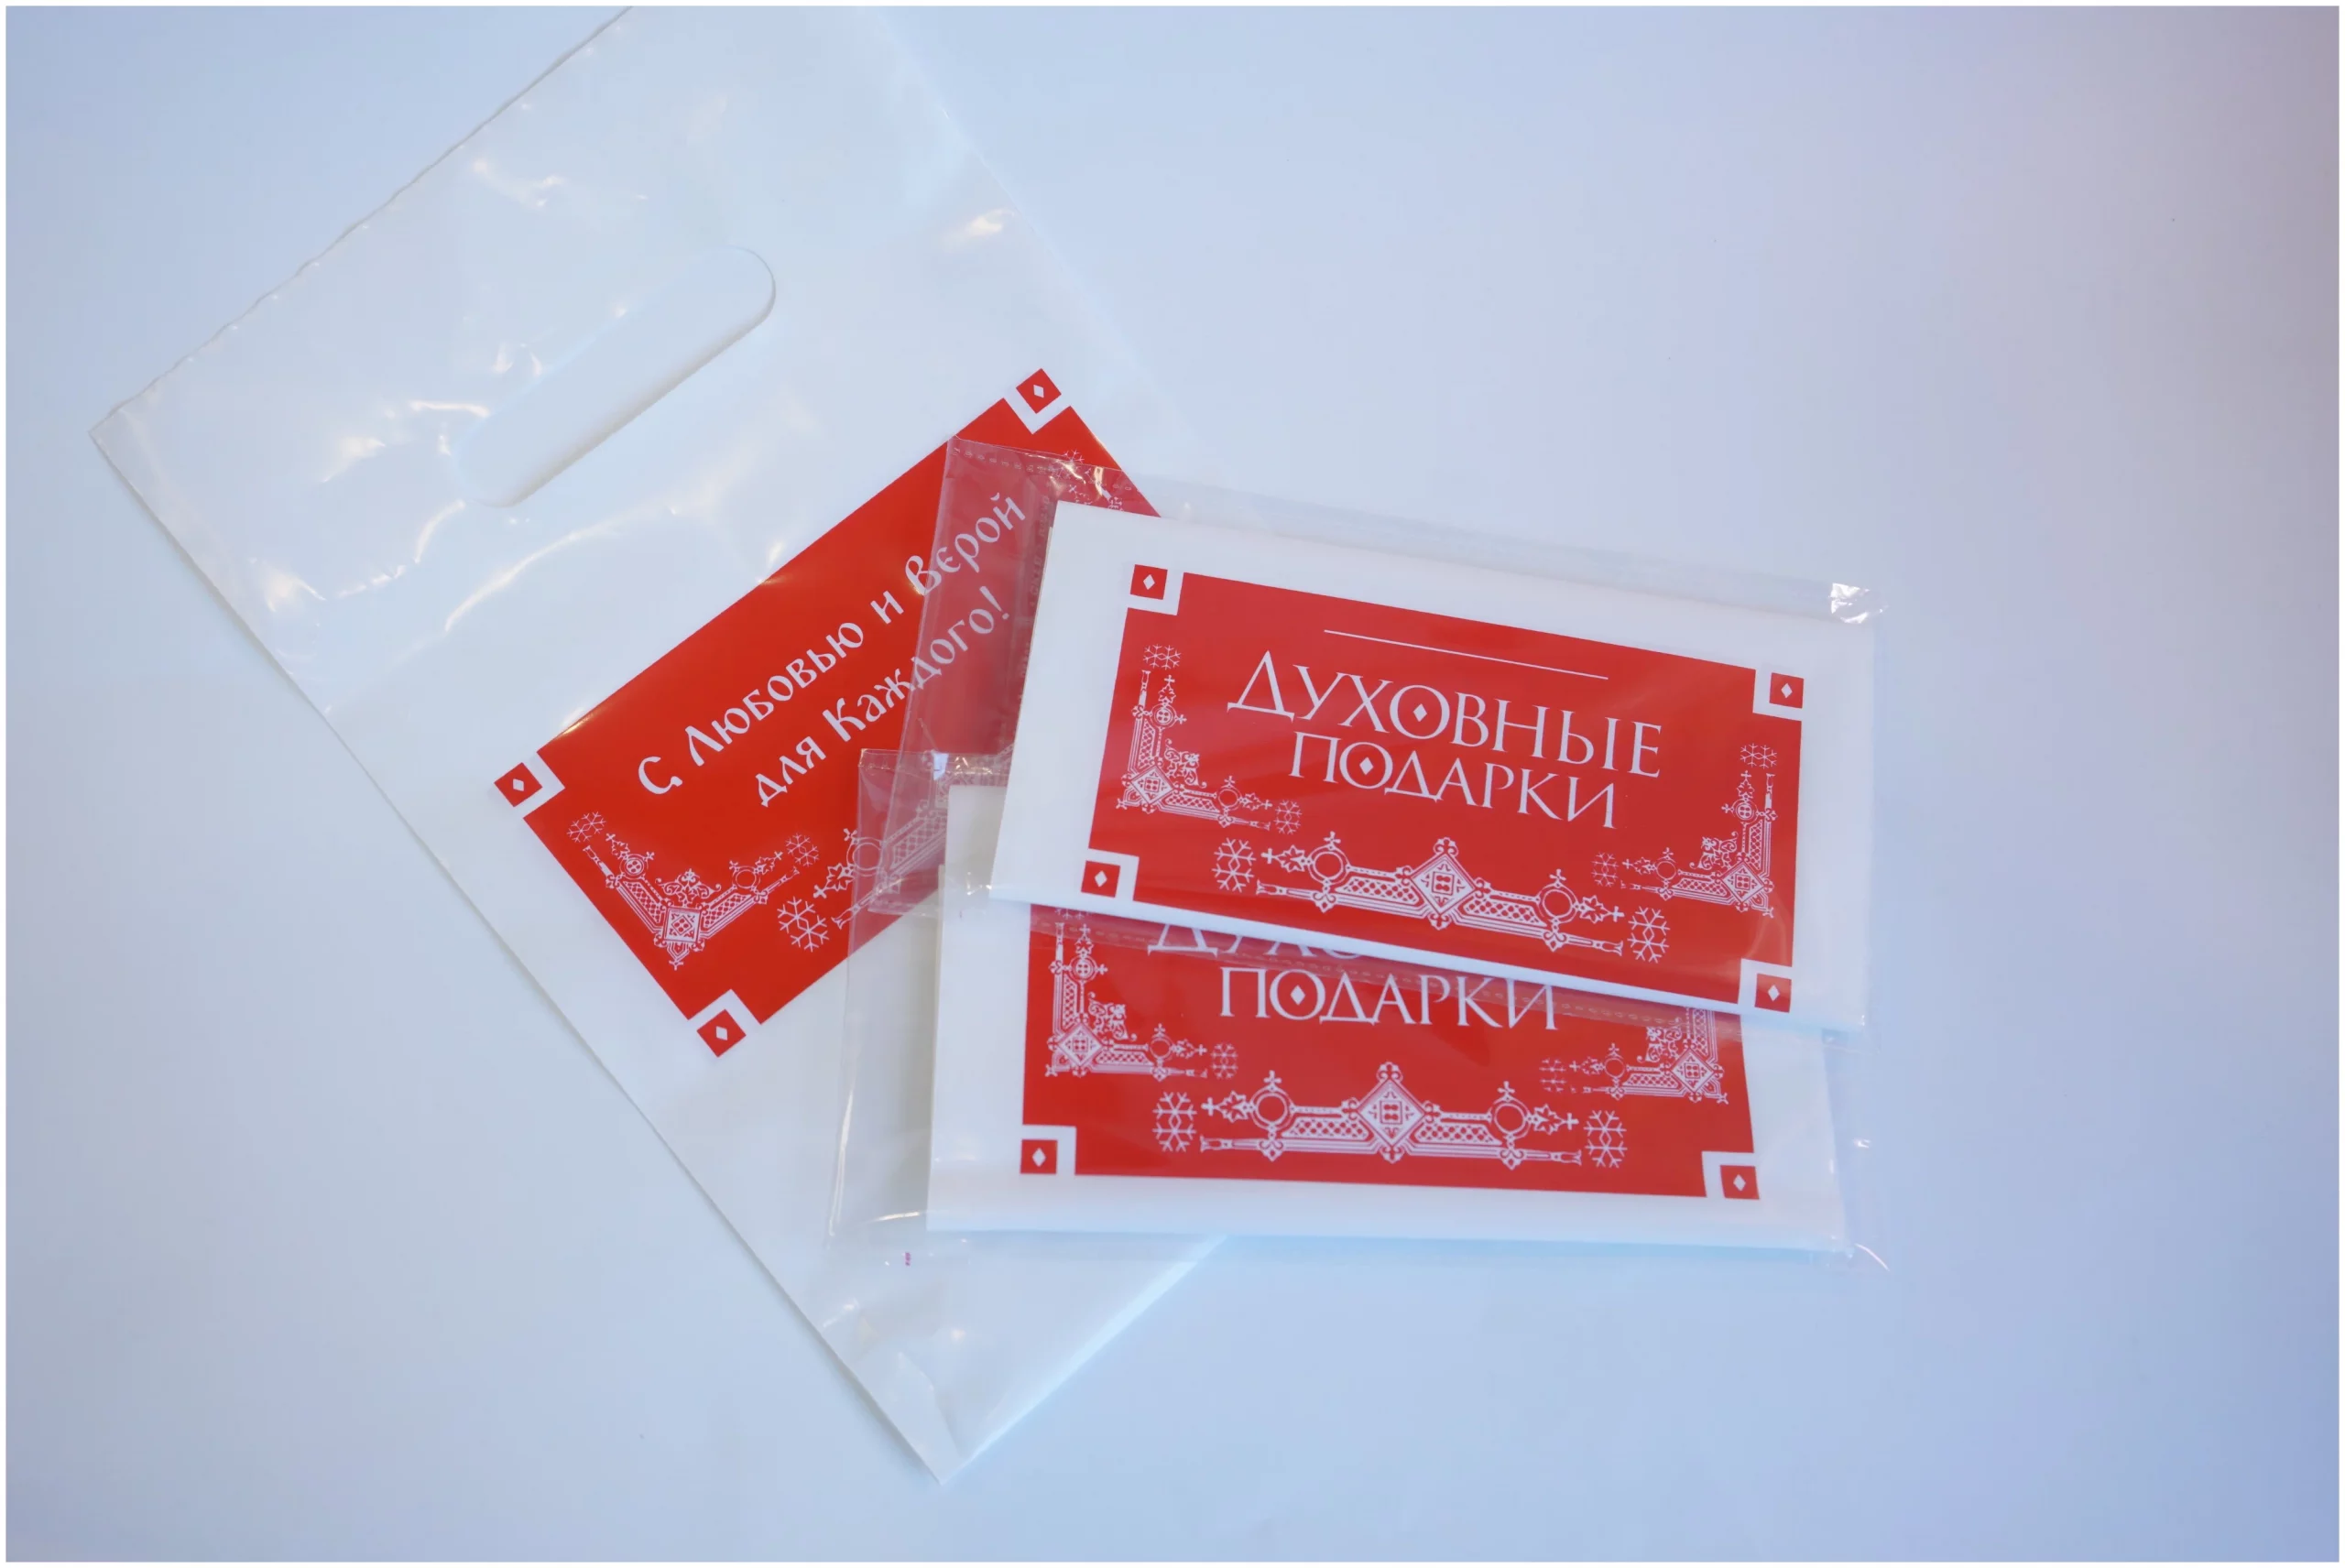 С Любовью и Верой
для Каждого!
ДУХОВНЫЕ
ПОДАРКИ
ПОДАРКИ